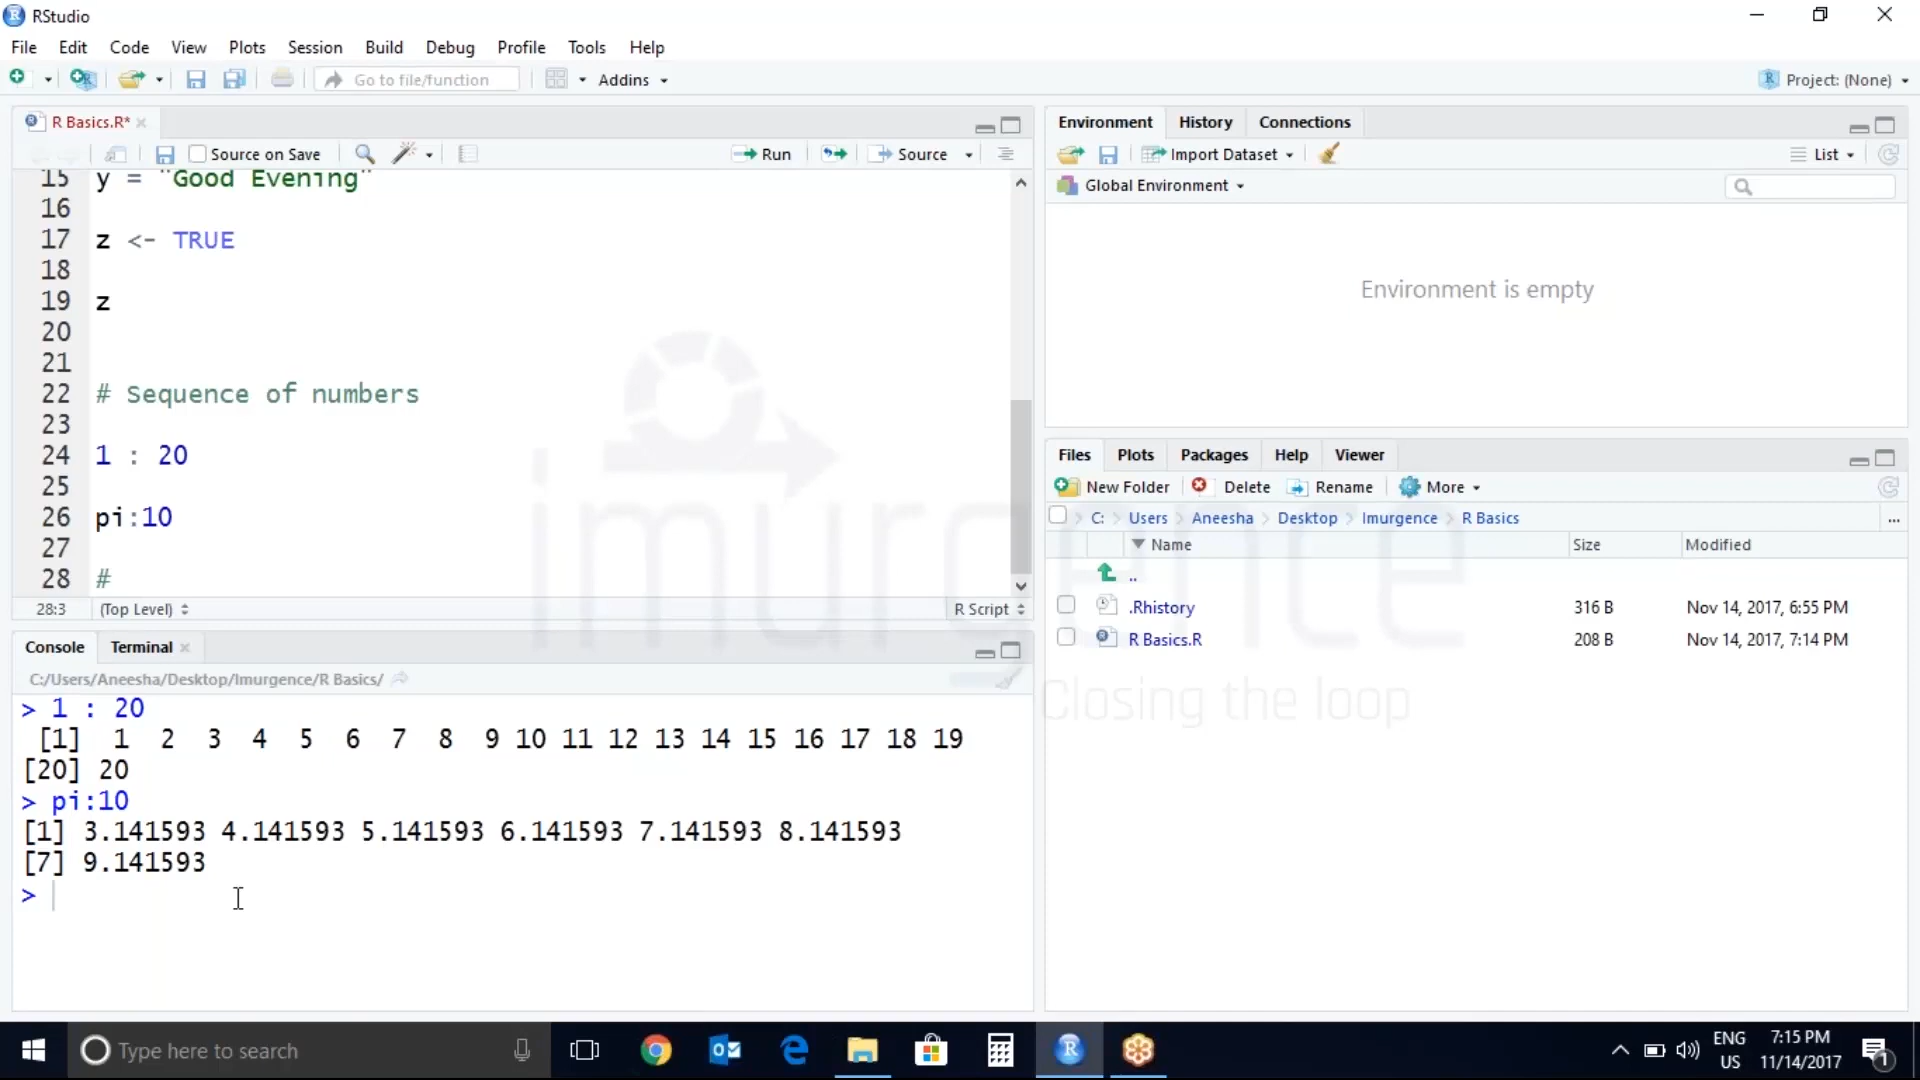 RStudio
File Edit Code View Plots Session Build Debug Profile Tools Help
Go to file/function Addins Project: (None)
R Basics.R*
Source on Save Run Source
15 y = "Good Evening"
16
17 z <- TRUE
18
19 z
20
21
22 # Sequence of numbers
23
24 1 : 20
25
26 pi:10
27
28 #
28:3 (Top Level) R Script
Console Terminal
C:/Users/Aneesha/Desktop/Imurgence/R Basics/
> 1 : 20
[1] 1 2 3 4 5 6 7 8 9 10 11 12 13 14 15 16 17 18 19
[20] 20
> pi:10
[1] 3.141593 4.141593 5.141593 6.141593 7.141593 8.141593
[7] 9.141593
>
Environment History Connections
Import Dataset List
Global Environment
Environment is empty
Files Plots Packages Help Viewer
New Folder Delete Rename More
C: Users Aneesha Desktop Imurgence R Basics ...
Name Size Modified
..
.Rhistory 316 B Nov 14, 2017, 6:55 PM
R Basics.R 208 B Nov 14, 2017, 7:14 PM
imurgence
Closing the loop
Type here to search
ENG 7:15 PM
US 11/14/2017
1